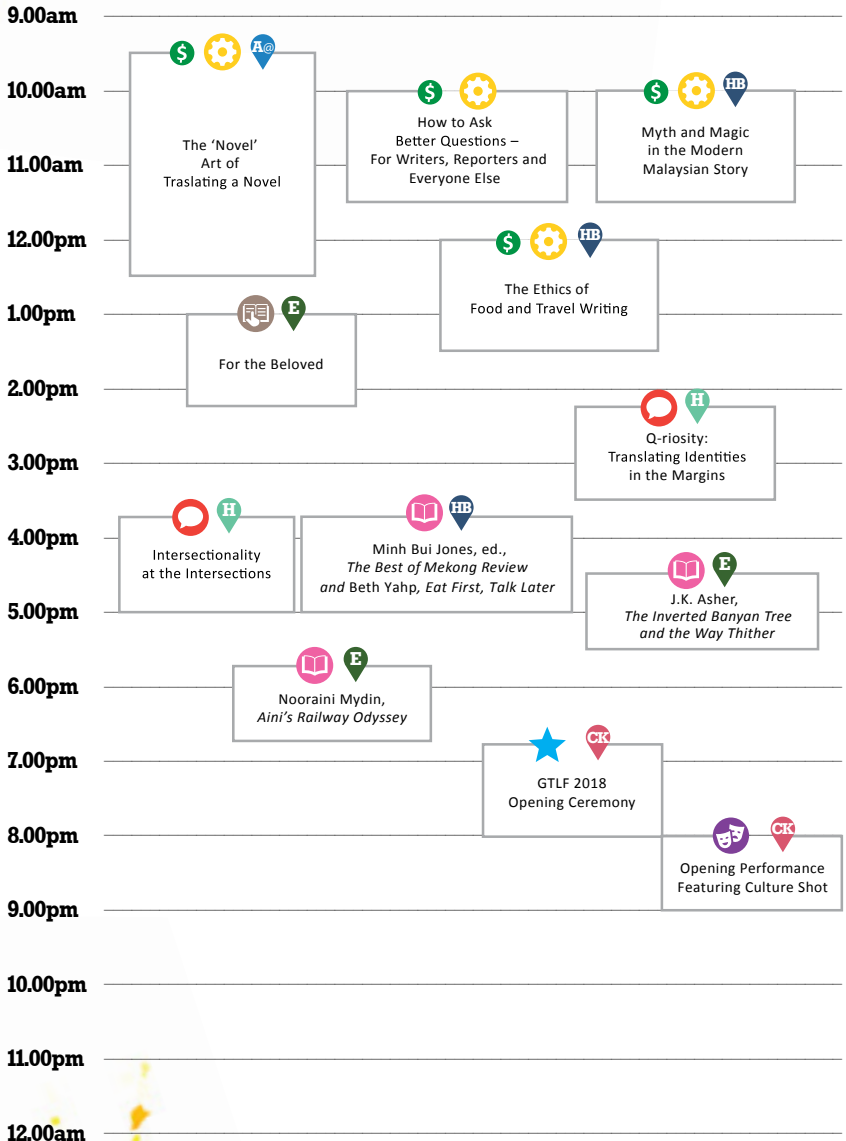 9.00am
$
A@
10.00am
$
$
HB
How to Ask
Better Questions –
For Writers, Reporters and
Everyone Else
Myth and Magic
in the Modern
Malaysian Story
The ‘Novel’
Art of
Traslating a Novel
11.00am
12.00pm
$
HB
The Ethics of
Food and Travel Writing
1.00pm
E
For the Beloved
2.00pm
H
Q-riosity:
Translating Identities
in the Margins
3.00pm
H
HB
4.00pm
Intersectionality
at the Intersections
Minh Bui Jones, ed.,
The Best of Mekong Review
and Beth Yahp, Eat First, Talk Later
E
J.K. Asher,
The Inverted Banyan Tree
and the Way Thither
5.00pm
E
6.00pm
Nooraini Mydin,
Aini’s Railway Odyssey
CK
7.00pm
GTLF 2018
Opening Ceremony
8.00pm
CK
Opening Performance
Featuring Culture Shot
9.00pm
10.00pm
11.00pm
12.00am